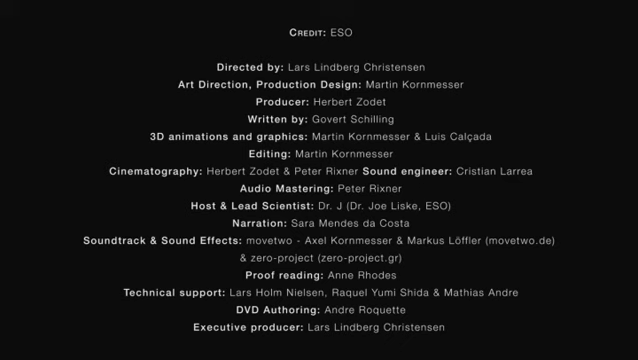 CREDIT: ESO
Directed by: Lars Lindberg Christensen
Art Direction, Production Design: Martin Kornmesser
Producer: Herbert Zodet
Written by: Govert Schilling
3D animations and graphics: Martin Kornmesser & Luis Calçada
Editing: Martin Kornmesser
Cinematography: Herbert Zodet & Peter Rixner Sound engineer: Cristian Larrea
Audio Mastering: Peter Rixner
Host & Lead Scientist: Dr. J (Dr. Joe Liske, ESO)
Narration: Sara Mendes da Costa
Soundtrack & Sound Effects: movetwo - Axel Kornmesser & Markus Löffler (movetwo.de)
& zero-project (zero-project.gr)
Proof reading: Anne Rhodes
Technical support: Lars Holm Nielsen, Raquel Yumi Shida & Mathias Andre
DVD Authoring: Andre Roquette
Executive producer: Lars Lindberg Christensen